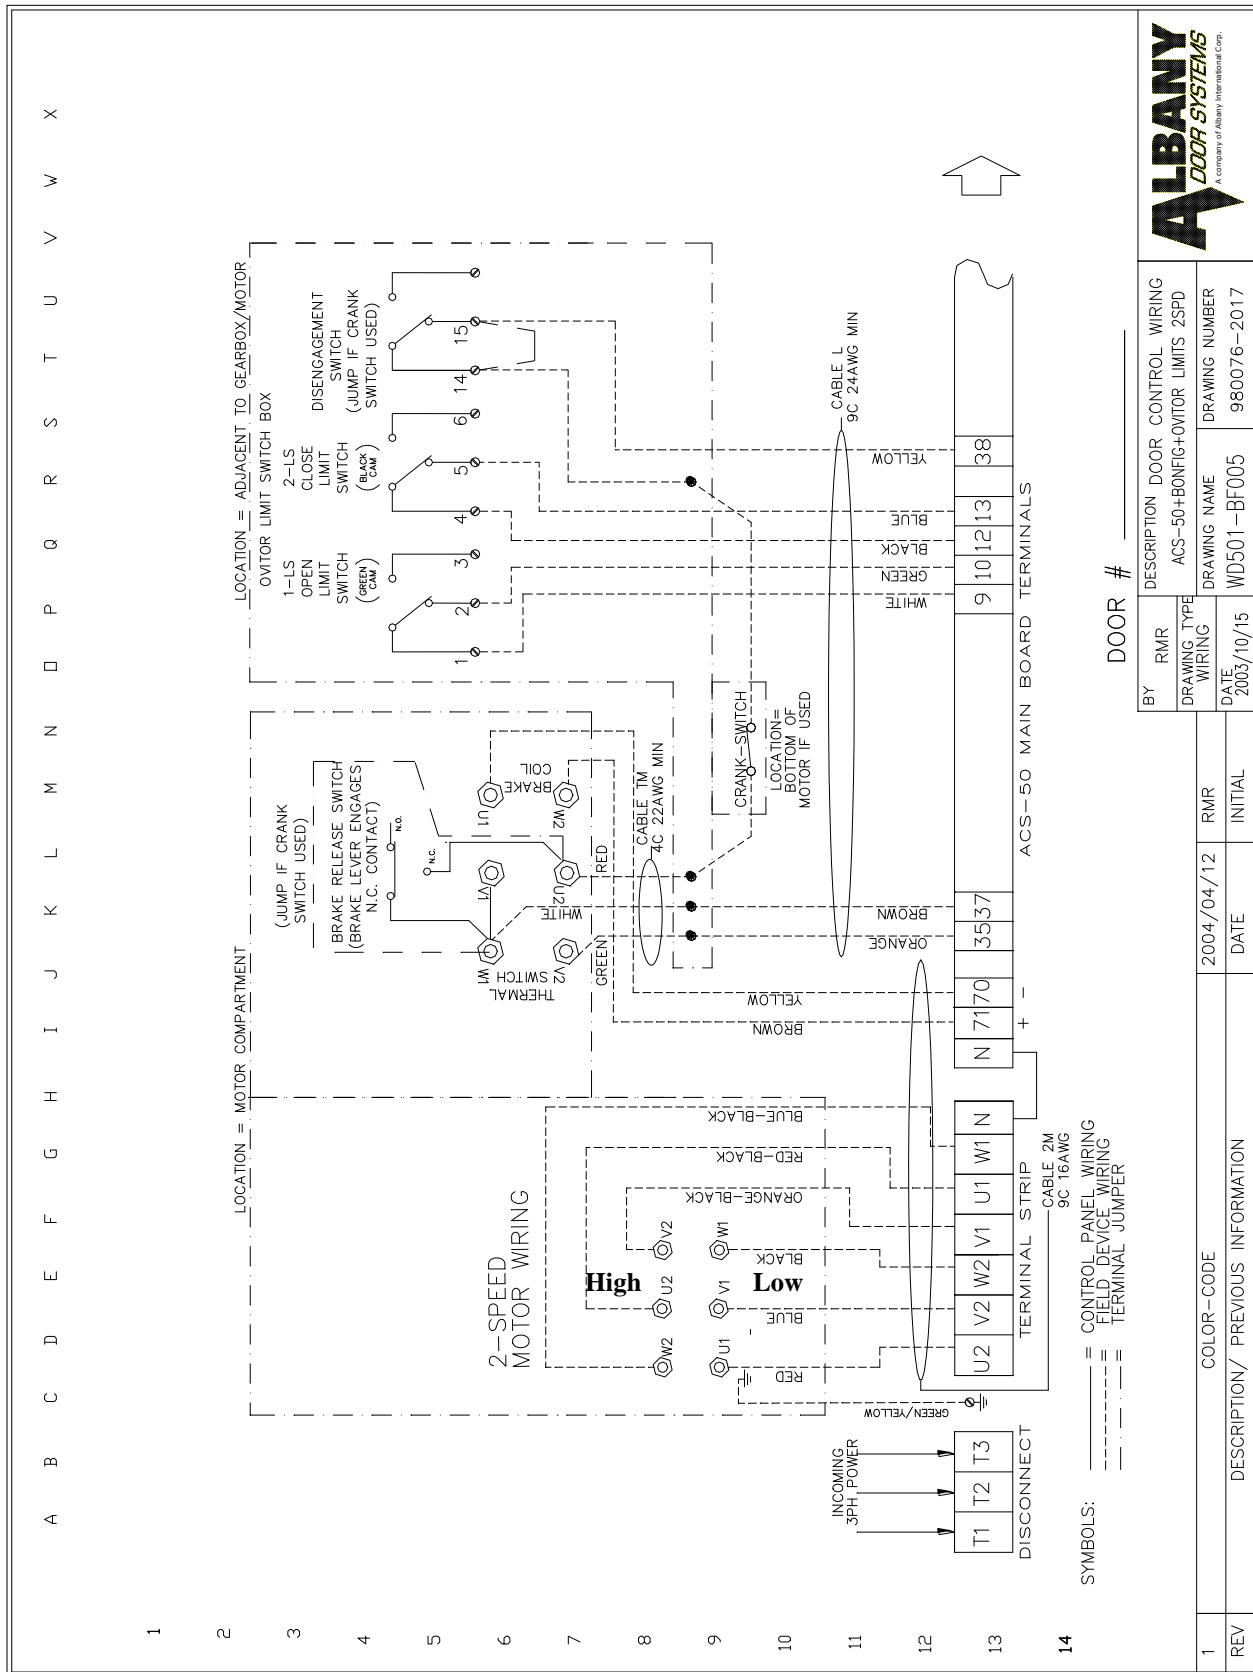 A B C D E F G H I J K L M N O P Q R S T U V W X
1
2
3
4
5
6
7
8
9
10
11
12
13
14
LOCATION = MOTOR COMPARTMENT
2-SPEED
MOTOR WIRING
W2 U2 V2
High
U1 V1 W1
Low
RED
BLUE
BLACK
ORANGE-BLACK
RED-BLACK
BLUE-BLACK
GREEN/YELLOW
INCOMING
3PH POWER
T1 T2 T3
DISCONNECT
U2 V2 W2 V1 U1 W1 N
TERMINAL STRIP
CABLE 2M
9C 16AWG
(JUMP IF CRANK
SWITCH USED)
BRAKE RELEASE SWITCH
(BRAKE LEVER ENGAGES
N.C. CONTACT)
N.O.
N.C.
W1 V1 U1
V2 U2 W2
THERMAL
SWITCH
BRAKE
COIL
GREEN
WHITE
RED
CABLE TM
4C 22AWG MIN
CRANK-SWITCH
LOCATION=
BOTTOM OF
MOTOR IF USED
LOCATION = ADJACENT TO GEARBOX/MOTOR
OVITOR LIMIT SWITCH BOX
1-LS
OPEN
LIMIT
SWITCH
(GREEN
CAM)
2-LS
CLOSE
LIMIT
SWITCH
(BLACK
CAM)
DISENGAGEMENT
SWITCH
(JUMP IF CRANK
SWITCH USED)
1 2 3 4 5 6 14 15
CABLE L
9C 24AWG MIN
BROWN
YELLOW
ORANGE
BROWN
WHITE
GREEN
BLACK
BLUE
YELLOW
N 71 70 35 37 9 10 12 13 38
+ -
ACS-50 MAIN BOARD TERMINALS
SYMBOLS:
= CONTROL PANEL WIRING
= FIELD DEVICE WIRING
= TERMINAL JUMPER
DOOR #
1 COLOR-CODE 2004/04/12 RMR
REV DESCRIPTION/ PREVIOUS INFORMATION DATE INITIAL
BY
RMR
DRAWING TYPE
WIRING
DATE
2003/10/15
DESCRIPTION DOOR CONTROL WIRING
ACS-50+BONFIG+OVITOR LIMITS 2SPD
DRAWING NAME
WD501-BF005
DRAWING NUMBER
980076-2017
ALBANY
DOOR SYSTEMS
A company of Albany International Corp.